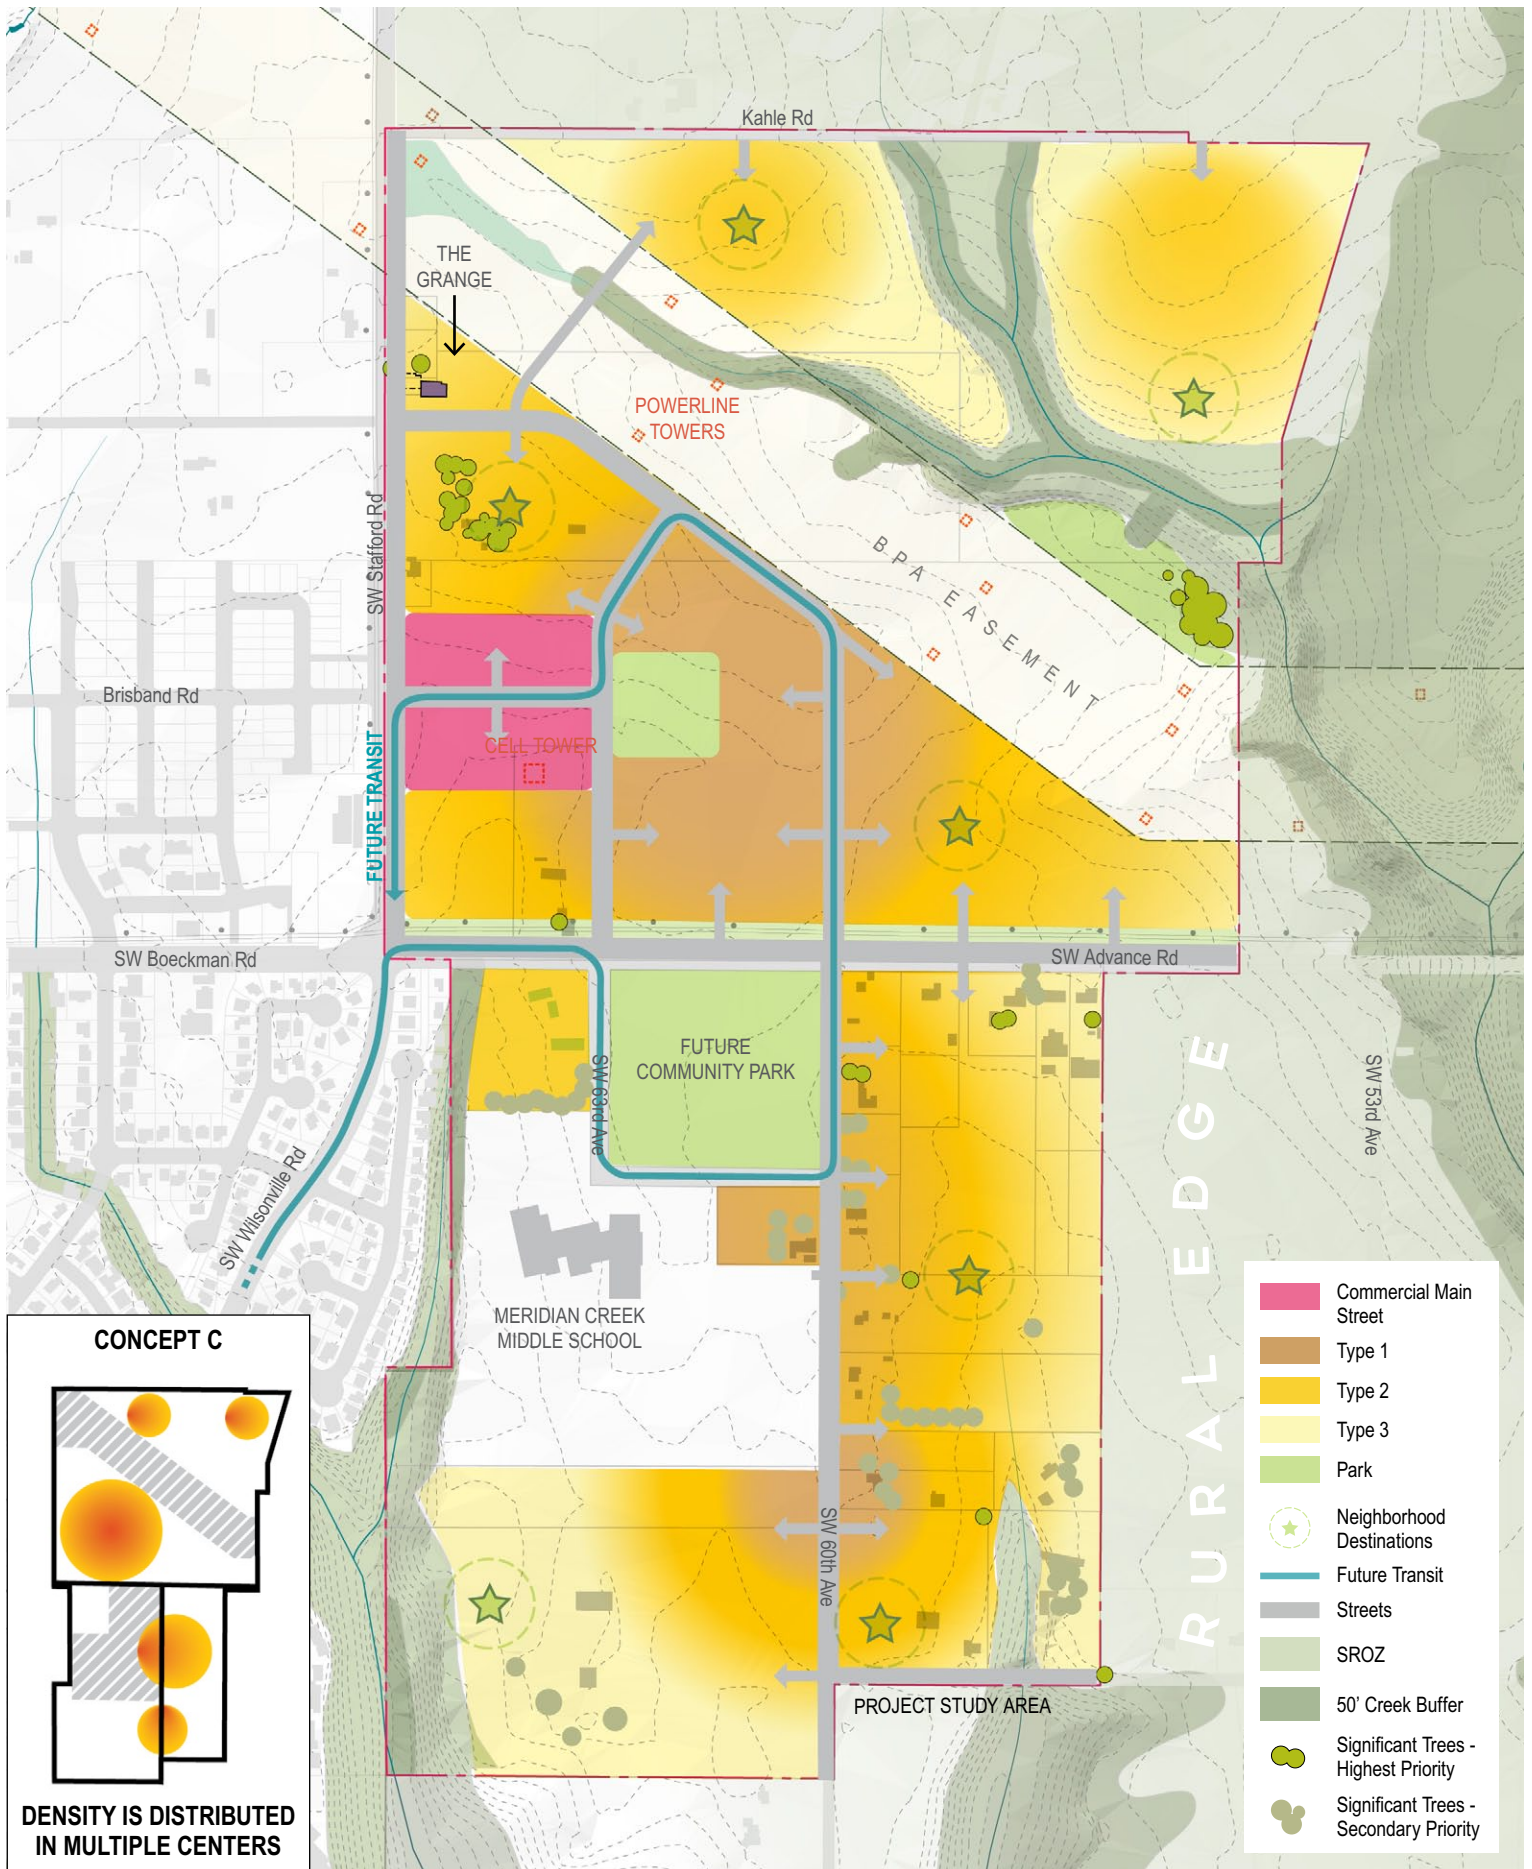 Kahle Rd
THE
GRANGE
POWERLINE
TOWERS
SW Stafford Rd
BPA EASEMENT
Brisband Rd
CELL TOWER
FUTURE TRANSIT
SW Boeckman Rd
SW Advance Rd
FUTURE
COMMUNITY PARK
SW 63rd Ave
SW 53rd Ave
RURAL EDGE
SW Wilsonville Rd
MERIDIAN CREEK
MIDDLE SCHOOL
SW 60th Ave
PROJECT STUDY AREA
CONCEPT C
DENSITY IS DISTRIBUTED
IN MULTIPLE CENTERS
Commercial Main
Street
Type 1
Type 2
Type 3
Park
Neighborhood
Destinations
Future Transit
Streets
SROZ
50' Creek Buffer
Significant Trees -
Highest Priority
Significant Trees -
Secondary Priority